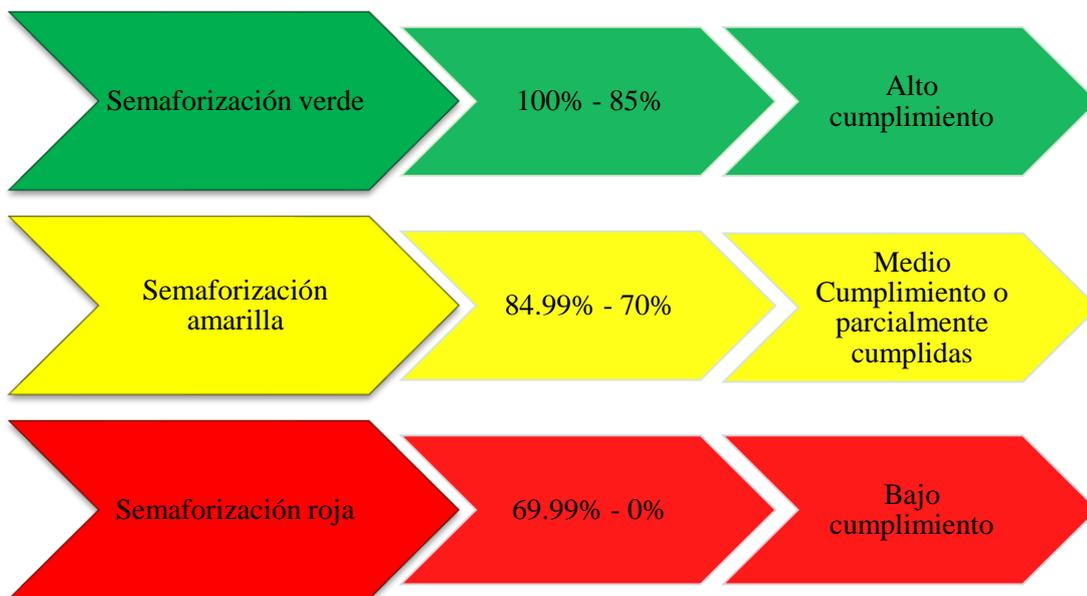 Semaforización verde
100% - 85%
Alto
cumplimiento
Semaforización
amarilla
84.99% - 70%
Medio
Cumplimiento o
parcialmente
cumplidas
Semaforización roja
69.99% - 0%
Bajo
cumplimiento